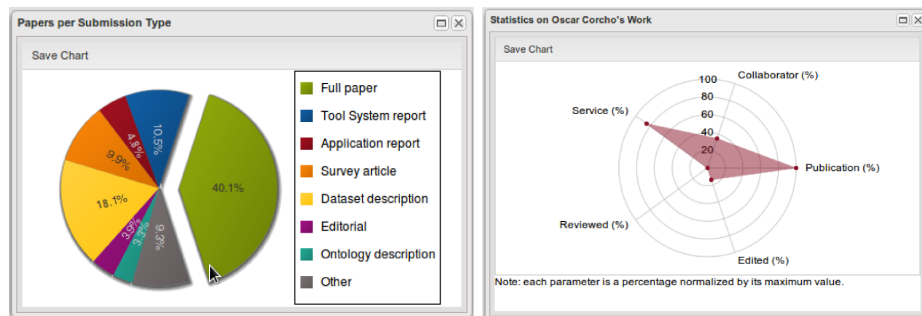 Papers per Submission Type
Save Chart
40.1%
10.5%
4.8%
9.9%
18.1%
3.9%
3.3%
9.3%
Full paper
Tool System report
Application report
Survey article
Dataset description
Editorial
Ontology description
Other
Statistics on Oscar Corcho's Work
Save Chart
100
80
60
40
20
Collaborator (%)
Service (%)
Publication (%)
Reviewed (%)
Edited (%)
Note: each parameter is a percentage normalized by its maximum value.